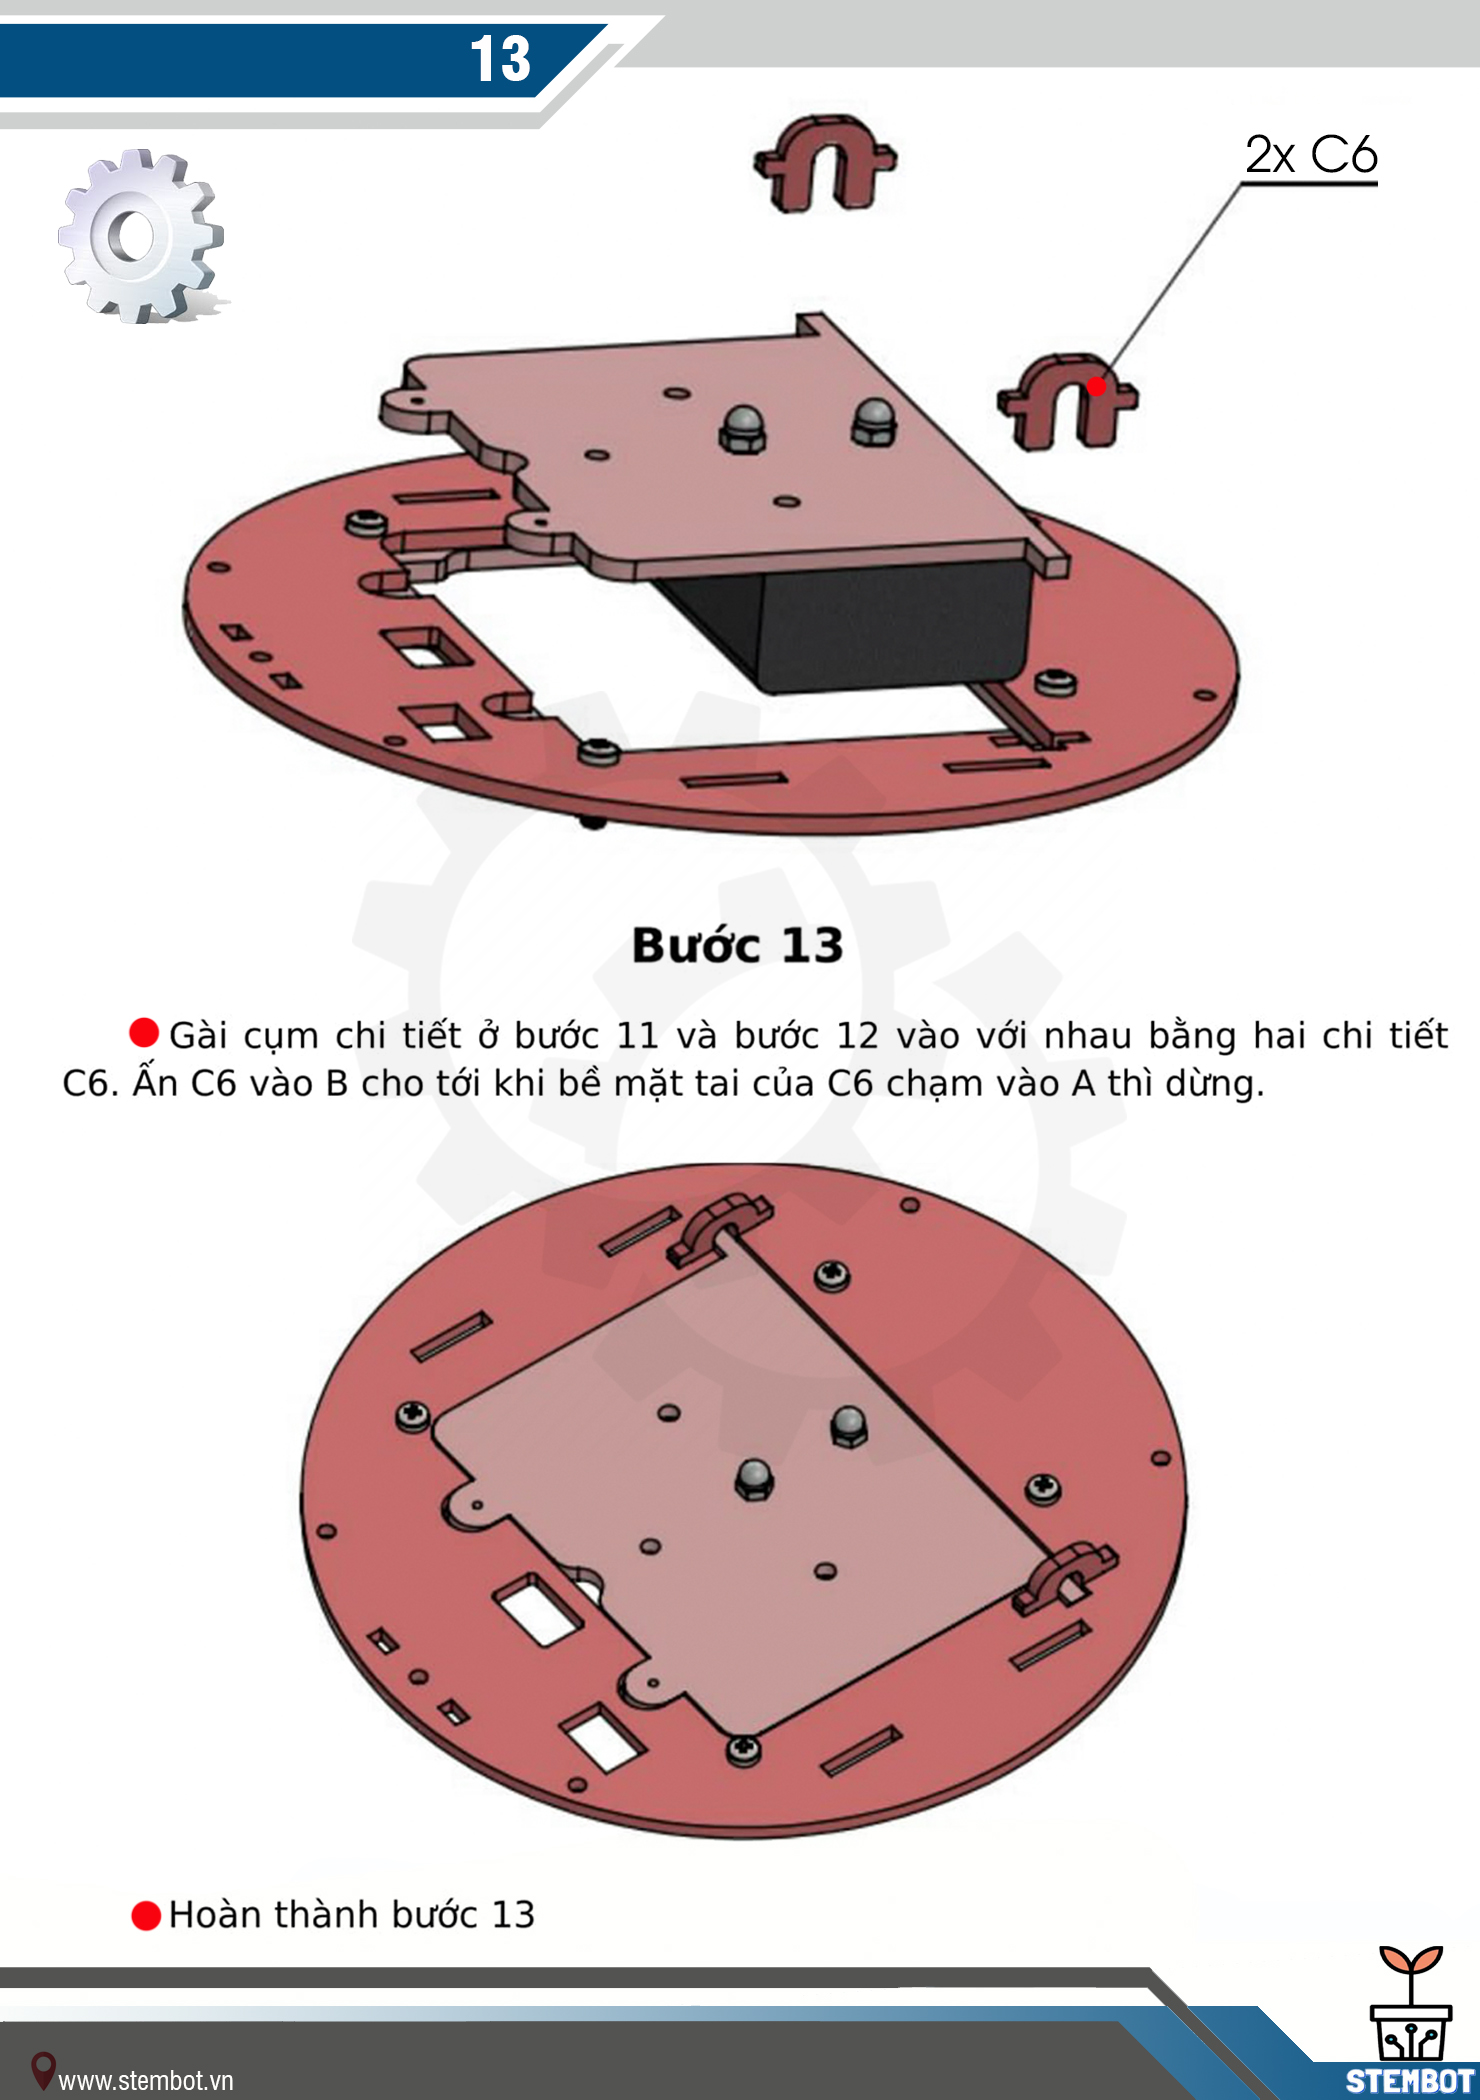 13
2x C6
Bước 13
Gài cụm chi tiết ở bước 11 và bước 12 vào với nhau bằng hai chi tiết
C6. Ấn C6 vào B cho tới khi bề mặt tai của C6 chạm vào A thì dừng.
Hoàn thành bước 13
www.stembot.vn
STEMBOT